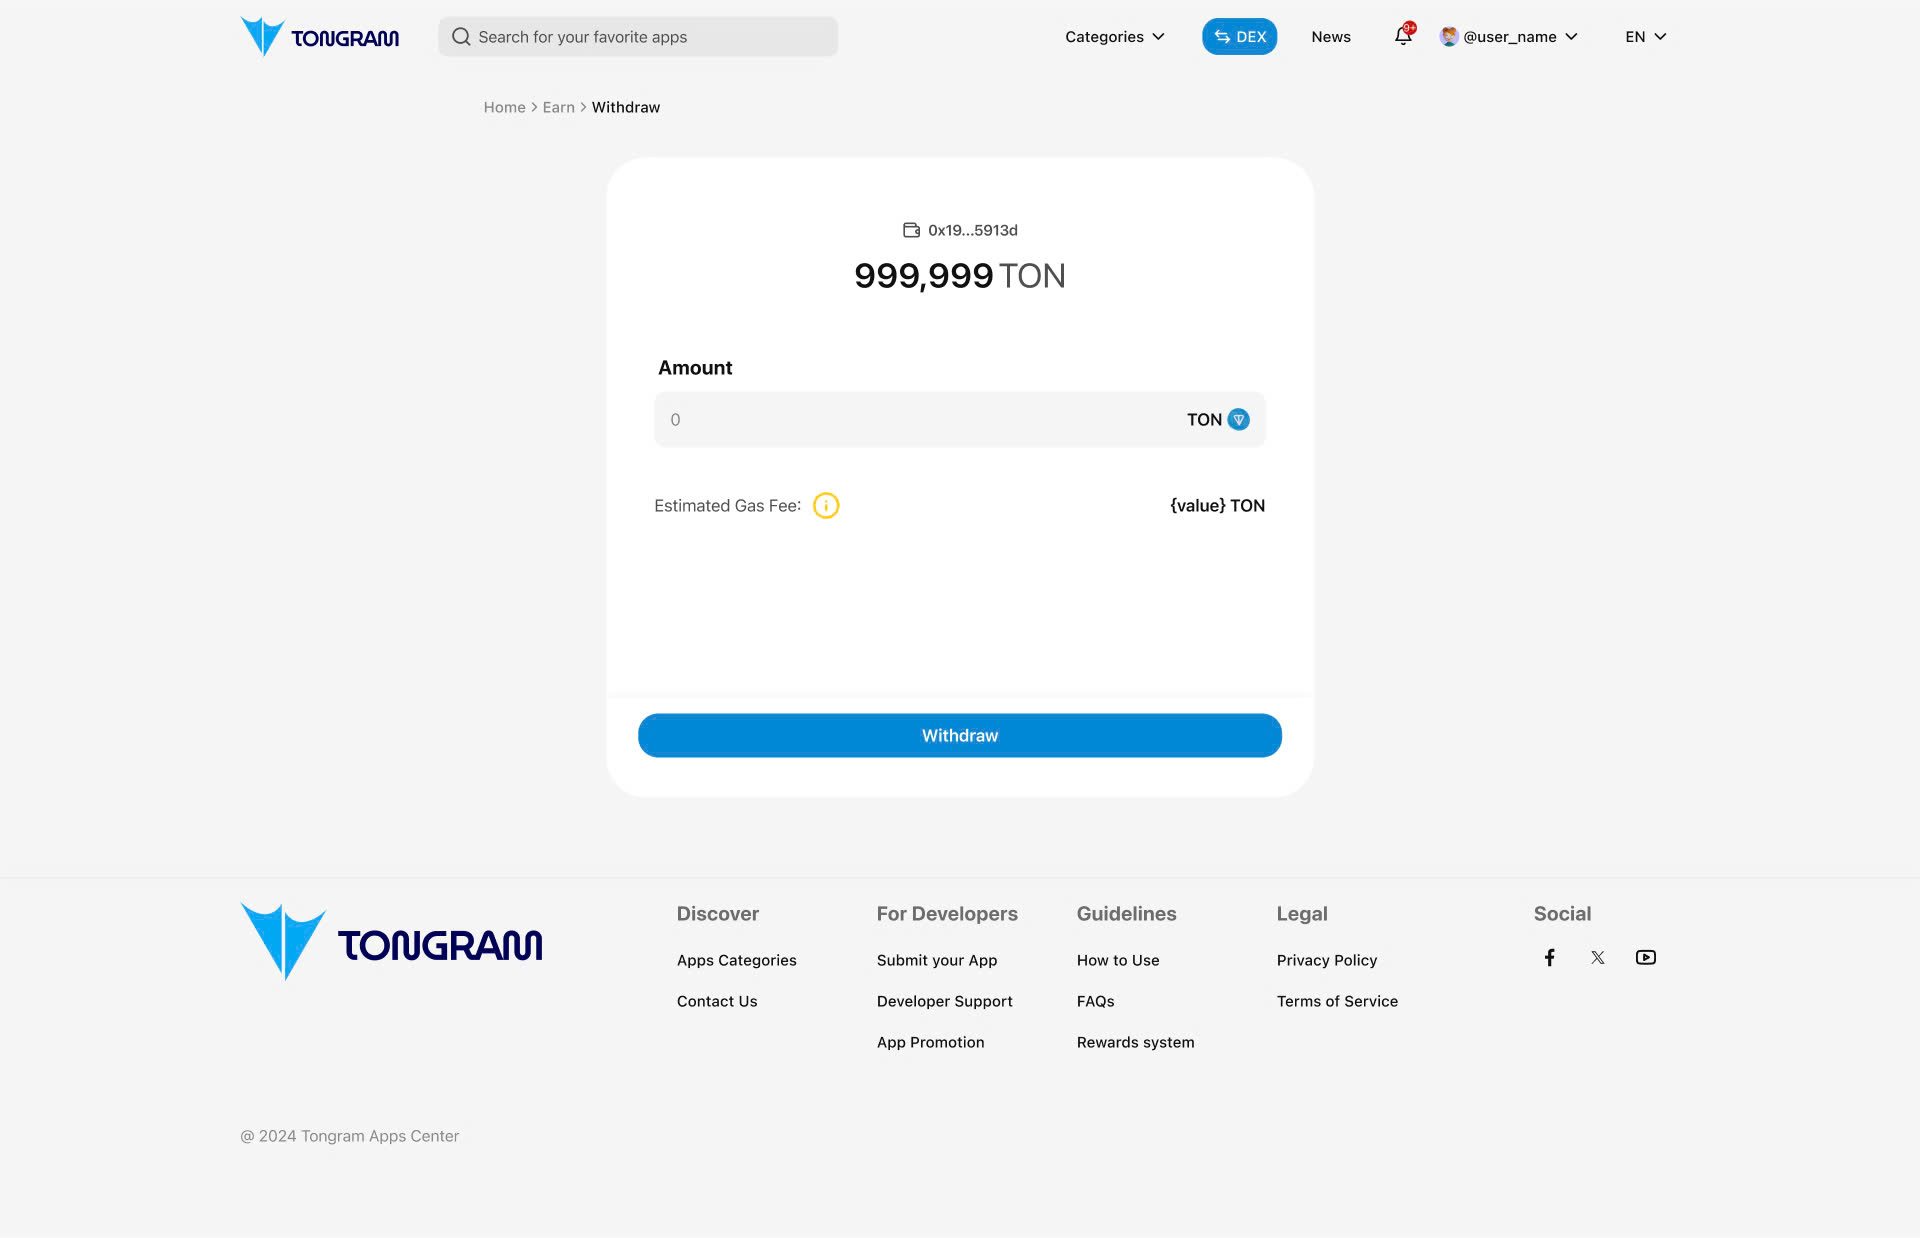 TONGRAM
Search for your favorite apps
Categories
DEX
News
9+
@user_name
EN
Home > Earn > Withdraw
0x19...5913d
999,999 TON
Amount
0
TON
Estimated Gas Fee:
{value} TON
Withdraw
TONGRAM
Discover
Apps Categories
Contact Us
For Developers
Submit your App
Developer Support
App Promotion
Guidelines
How to Use
FAQs
Rewards system
Legal
Privacy Policy
Terms of Service
Social
@ 2024 Tongram Apps Center